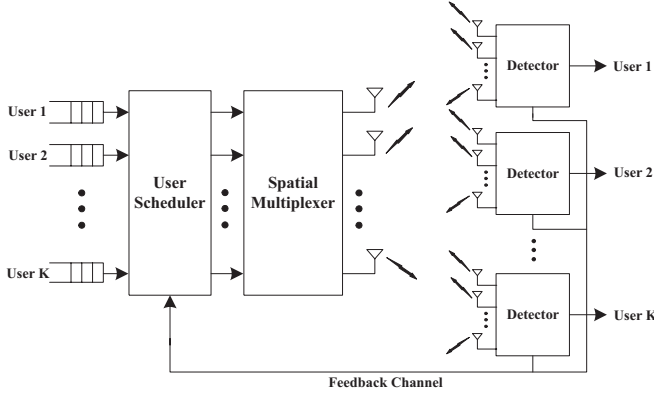 User 1
User 2
User K
User
Scheduler
Spatial
Multiplexer
Detector
User 1
Detector
User 2
Detector
User K
Feedback Channel